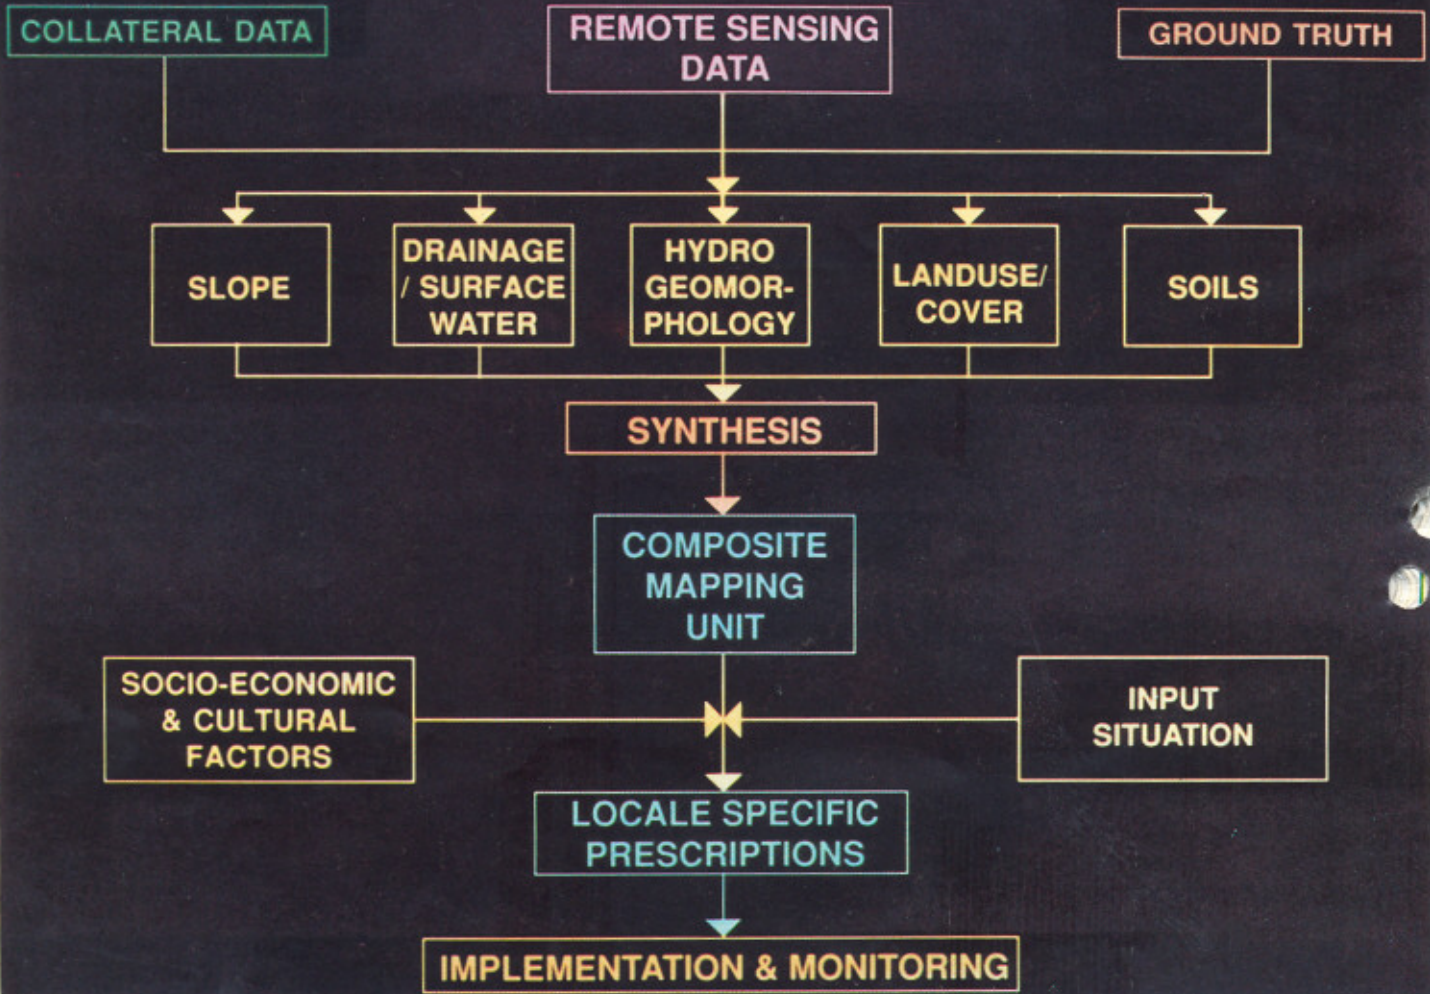 COLLATERAL DATA
REMOTE SENSING
DATA
GROUND TRUTH
SLOPE
DRAINAGE
/ SURFACE
WATER
HYDRO
GEOMOR-
PHOLOGY
LANDUSE/
COVER
SOILS
SYNTHESIS
COMPOSITE
MAPPING
UNIT
SOCIO-ECONOMIC
& CULTURAL
FACTORS
INPUT
SITUATION
LOCALE SPECIFIC
PRESCRIPTIONS
IMPLEMENTATION & MONITORING